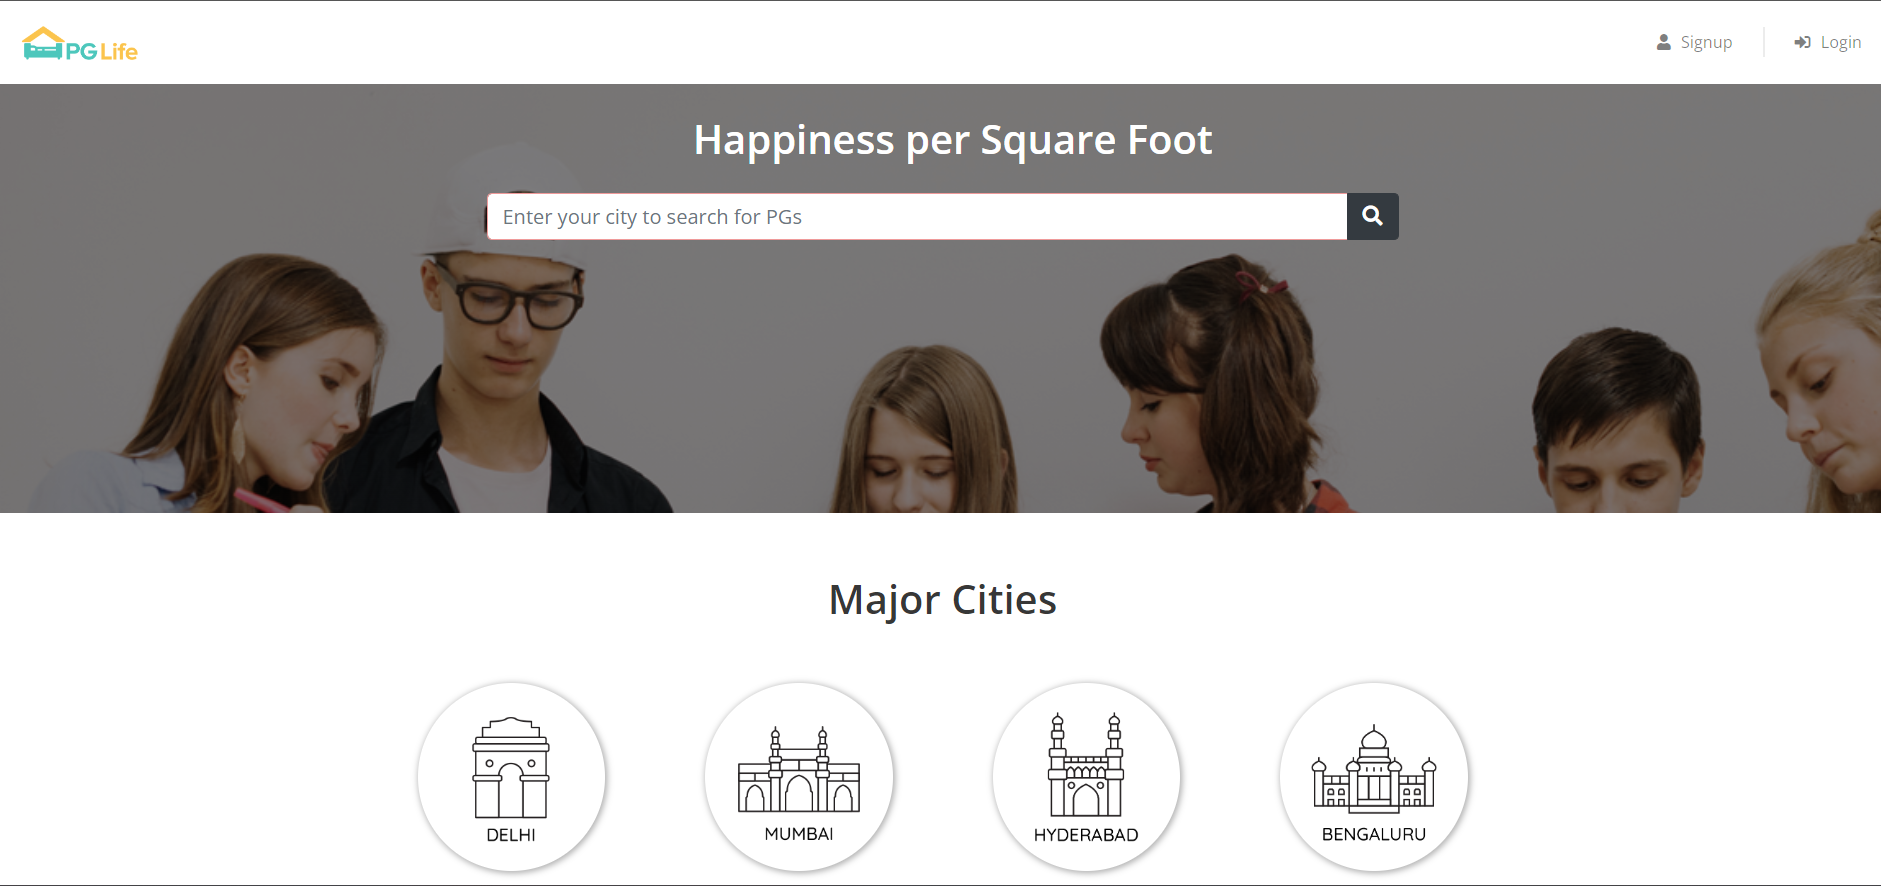 PG Life
Signup
Login
Happiness per Square Foot
Enter your city to search for PGs
Major Cities
DELHI
MUMBAI
HYDERABAD
BENGALURU